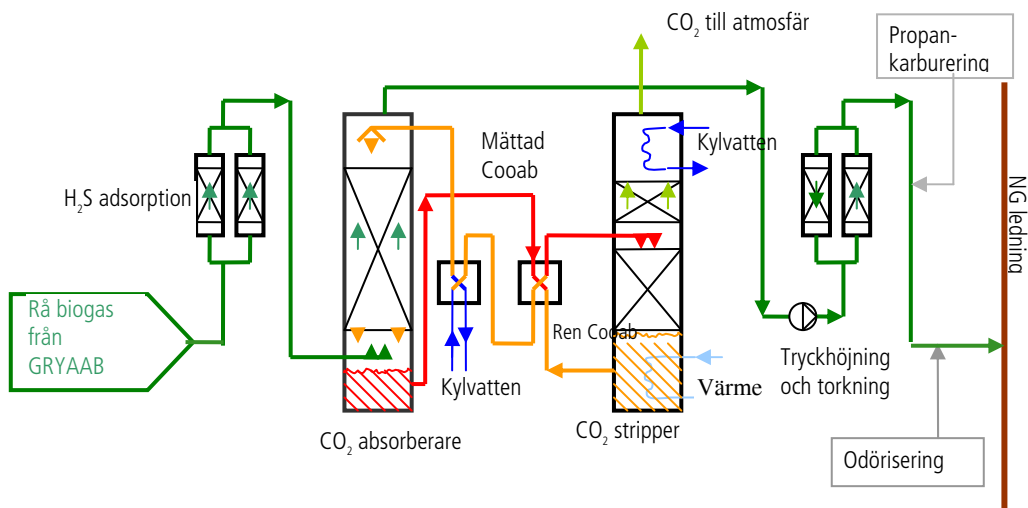 CO2 till atmosfär
Propan-
karburering
Mättad
Cooab
Kylvatten
H2S adsorption
NG ledning
Rå biogas
från
GRYAAB
Ren Cooab
Tryckhöjning
och torkning
Kylvatten
Värme
CO2 absorberare
CO2 stripper
Odörisering